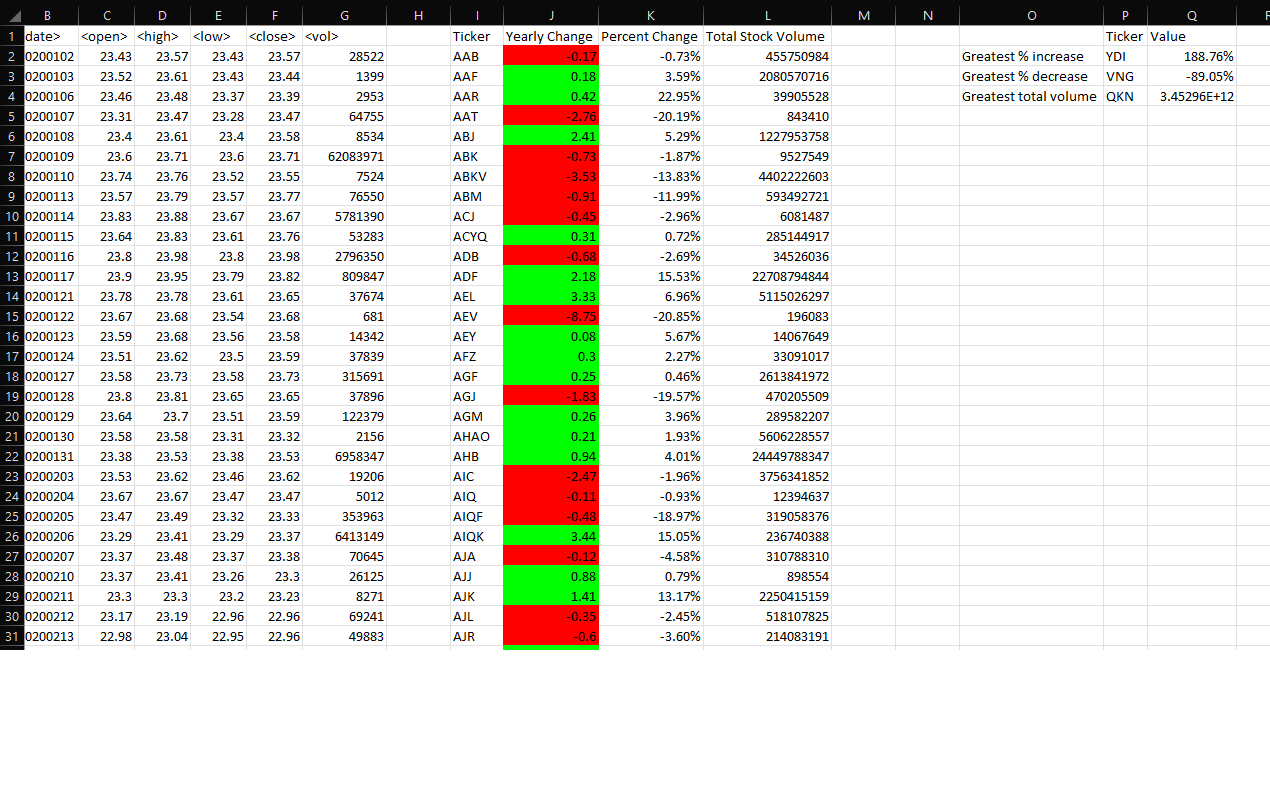 B C D E F G H I J K L M N O P Q
1 date> <open> <high> <low> <close> <vol> Ticker Yearly Change Percent Change Total Stock Volume Ticker Value
2 0200102 23.43 23.57 23.43 23.57 28522 AAB -0.17 -0.73% 455750984 Greatest % increase YDI 188.76%
3 0200103 23.52 23.61 23.43 23.44 1399 AAF 0.18 3.59% 2080570716 Greatest % decrease VNG -89.05%
4 0200106 23.46 23.48 23.37 23.39 2953 AAR 0.42 22.95% 39905528 Greatest total volume QKN 3.45296E+12
5 0200107 23.31 23.47 23.28 23.47 64755 AAT -2.76 -20.19% 843410
6 0200108 23.4 23.61 23.4 23.58 8534 ABJ 2.41 5.29% 1227953758
7 0200109 23.6 23.71 23.6 23.71 62083971 ABK -0.73 -1.87% 9527549
8 0200110 23.74 23.76 23.52 23.55 7524 ABKV -3.53 -13.83% 4402222603
9 0200113 23.57 23.79 23.57 23.77 76550 ABM -0.91 -11.99% 593492721
10 0200114 23.83 23.88 23.67 23.67 5781390 ACJ -0.45 -2.96% 6081487
11 0200115 23.64 23.83 23.61 23.76 53283 ACYQ 0.31 0.72% 285144917
12 0200116 23.8 23.98 23.8 23.98 2796350 ADB -0.68 -2.69% 34526036
13 0200117 23.9 23.95 23.79 23.82 809847 ADF 2.18 15.53% 22708794844
14 0200121 23.78 23.78 23.61 23.65 37674 AEL 3.33 6.96% 5115026297
15 0200122 23.67 23.68 23.54 23.68 681 AEV -8.75 -20.85% 196083
16 0200123 23.59 23.68 23.56 23.58 14342 AEY 0.08 5.67% 14067649
17 0200124 23.51 23.62 23.5 23.59 37839 AFZ 0.3 2.27% 33091017
18 0200127 23.58 23.73 23.58 23.73 315691 AGF 0.25 0.46% 2613841972
19 0200128 23.8 23.81 23.65 23.65 37896 AGJ -1.83 -19.57% 470205509
20 0200129 23.64 23.7 23.51 23.59 122379 AGM 0.26 3.96% 289582207
21 0200130 23.58 23.58 23.31 23.32 2156 AHAO 0.21 1.93% 5606228557
22 0200131 23.38 23.53 23.38 23.53 6958347 AHB 0.94 4.01% 24449788347
23 0200203 23.53 23.62 23.46 23.62 19206 AIC -2.47 -1.96% 3756341852
24 0200204 23.67 23.67 23.47 23.47 5012 AIQ -0.11 -0.93% 12394637
25 0200205 23.47 23.49 23.32 23.33 353963 AIQF -0.48 -18.97% 319058376
26 0200206 23.29 23.41 23.29 23.37 6413149 AIQK 3.44 15.05% 236740388
27 0200207 23.37 23.48 23.37 23.38 70645 AJA -0.12 -4.58% 310788310
28 0200210 23.37 23.41 23.26 23.3 26125 AJJ 0.88 0.79% 898554
29 0200211 23.3 23.3 23.2 23.23 8271 AJK 1.41 13.17% 2250415159
30 0200212 23.17 23.19 22.96 22.96 69241 AJL -0.35 -2.45% 518107825
31 0200213 22.98 23.04 22.95 22.96 49883 AJR -0.6 -3.60% 214083191